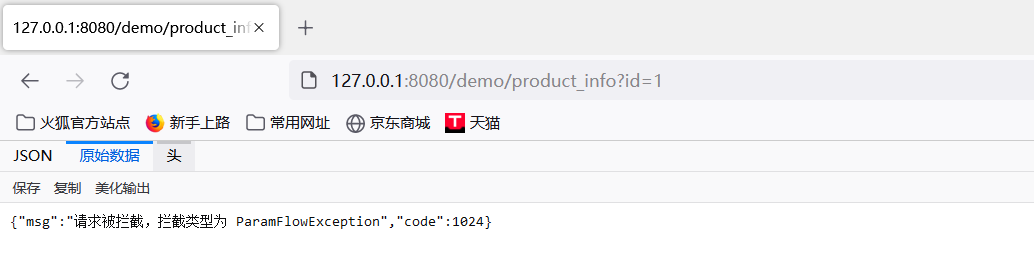 127.0.0.1:8080/demo/product_inf
127.0.0.1:8080/demo/product_info?id=1
火狐官方站点 新手上路 常用网址 京东商城 T 天猫
JSON 原始数据 头
保存 复制 美化输出
{"msg":"请求被拦截，拦截类型为 ParamFlowException","code":1024}